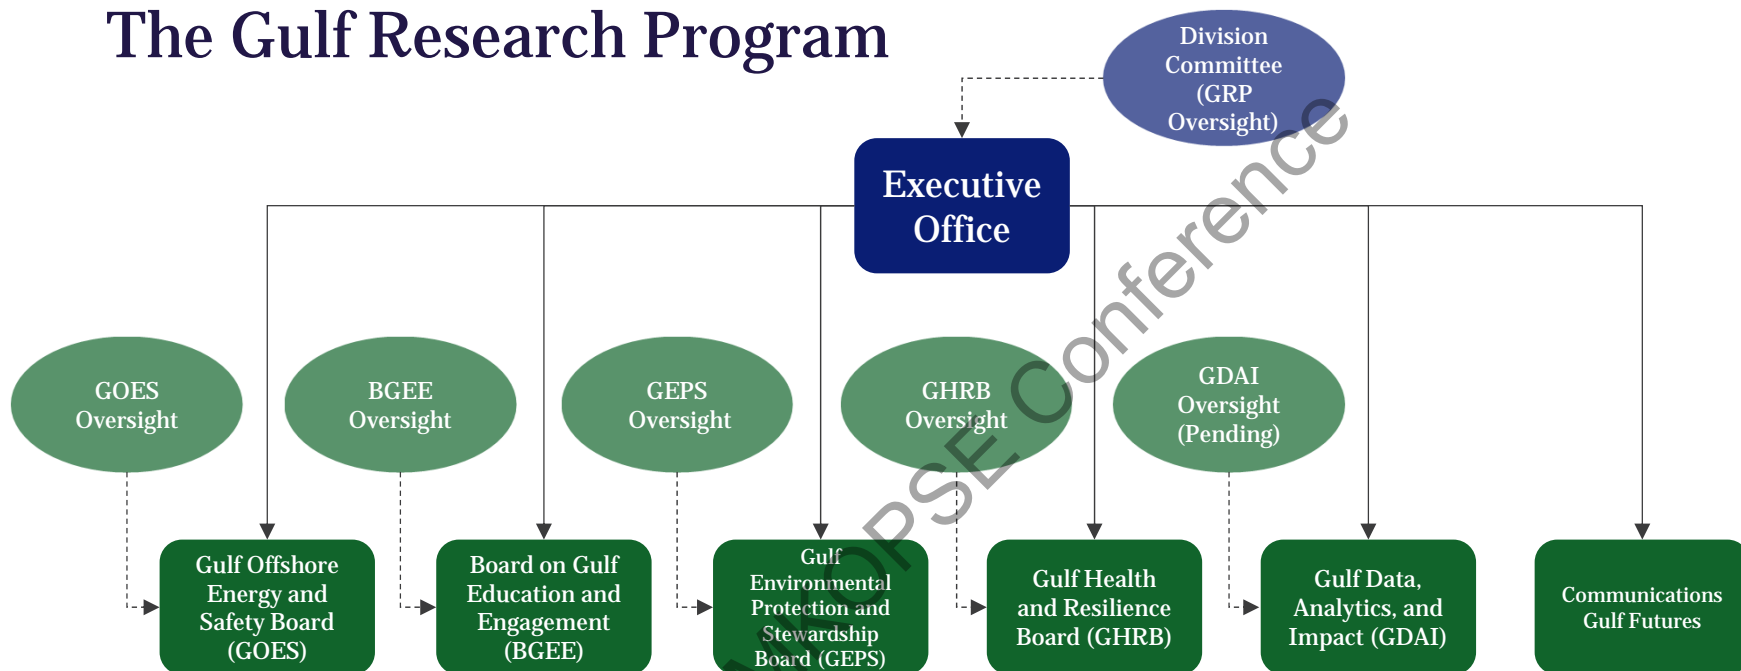 The Gulf Research Program
Division
Committee
(GRP
Oversight)
Executive
Office
GOES
Oversight
BGEE
Oversight
GEPS
Oversight
GHRB
Oversight
GDAI
Oversight
(Pending)
Gulf Offshore
Energy and
Safety Board
(GOES)
Board on Gulf
Education and
Engagement
(BGEE)
Gulf
Environmental
Protection and
Stewardship
Board (GEPS)
Gulf Health
and Resilience
Board (GHRB)
Gulf Data,
Analytics, and
Impact (GDAI)
Communications
Gulf Futures
MKOPSE Conference